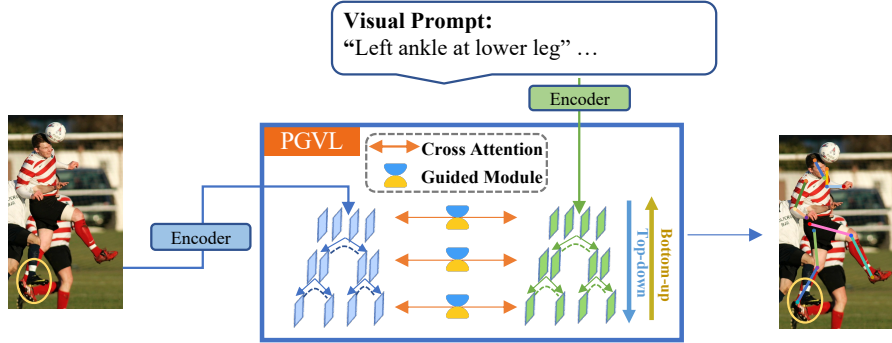 Visual Prompt:
“Left ankle at lower leg” …
Encoder
PGVL
Cross Attention
Guided Module
Encoder
Top-down
Bottom-up